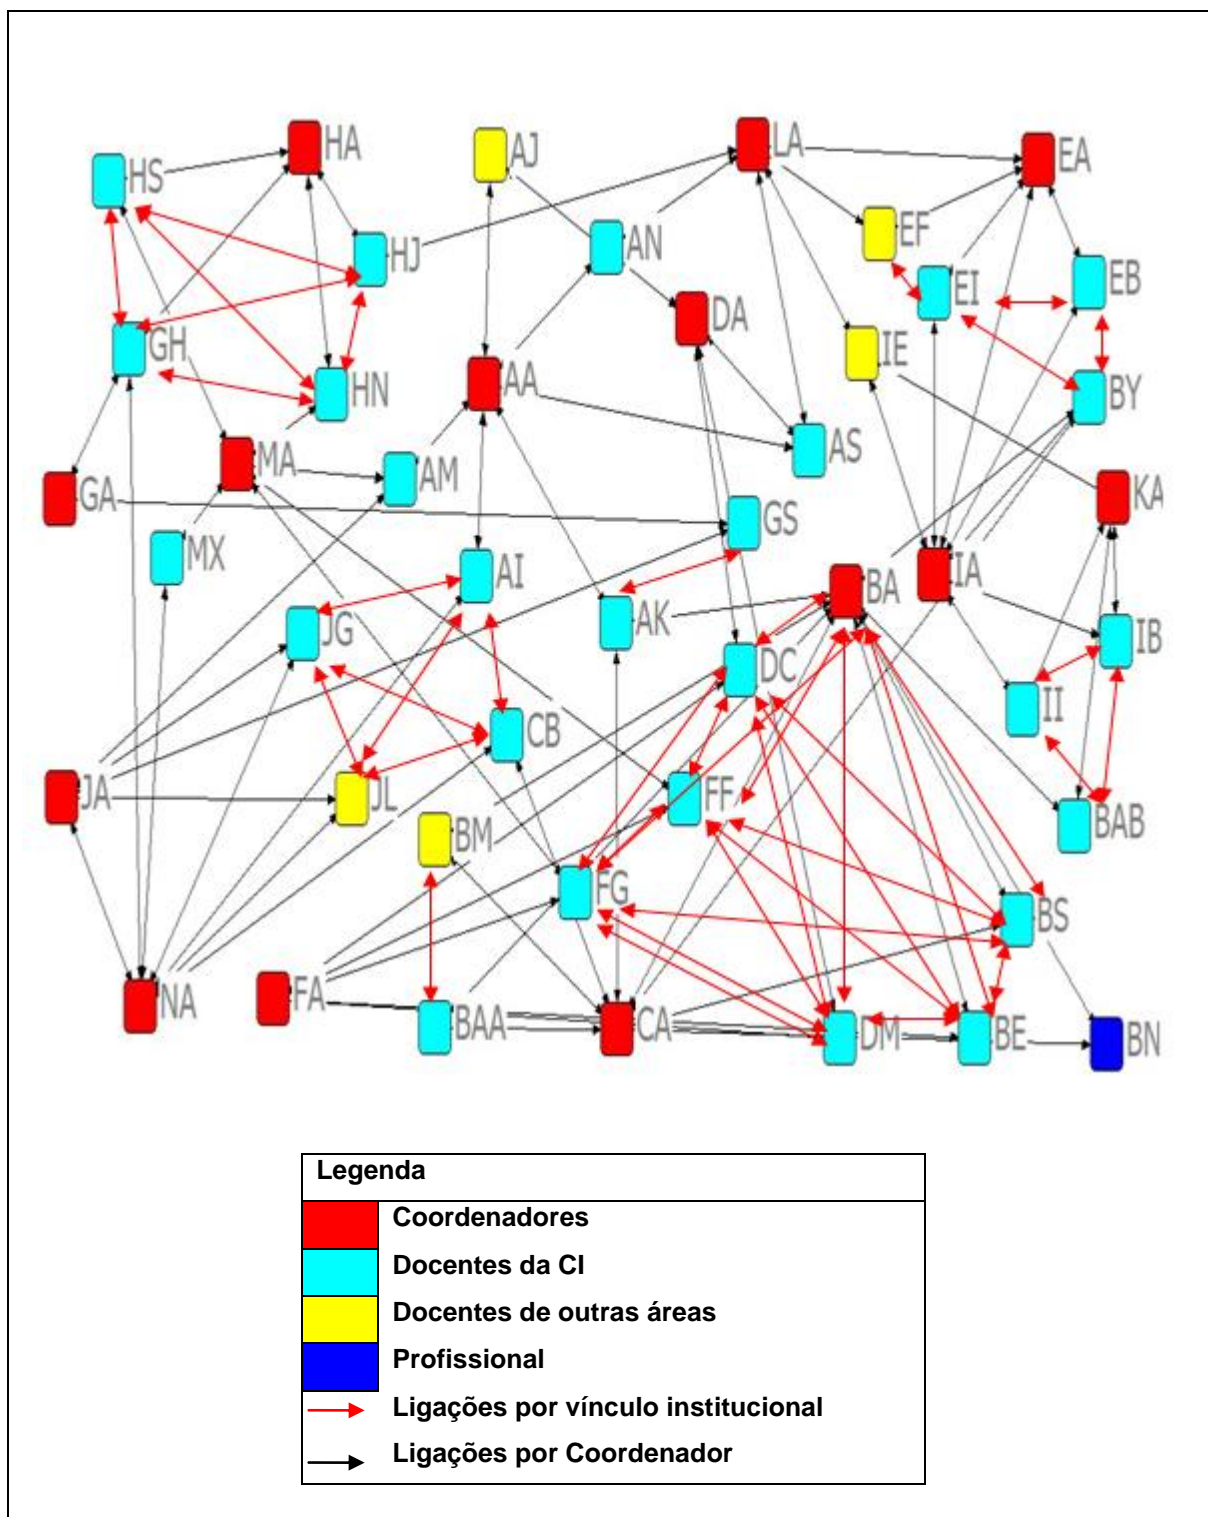 HA
AJ
LA
EA
HS
HJ
AN
EF
EI
EB
GH
DA
IE
HN
AA
BY
MA
AM
AS
GA
GS
KA
MX
AI
BA
IA
JG
AK
DC
IB
II
CB
JA
JL
FF
BM
BAB
FG
BS
NA
FA
BAA
CA
DM
BE
BN
Legenda
Coordenadores
Docentes da CI
Docentes de outras áreas
Profissional
Ligações por vínculo institucional
Ligações por Coordenador